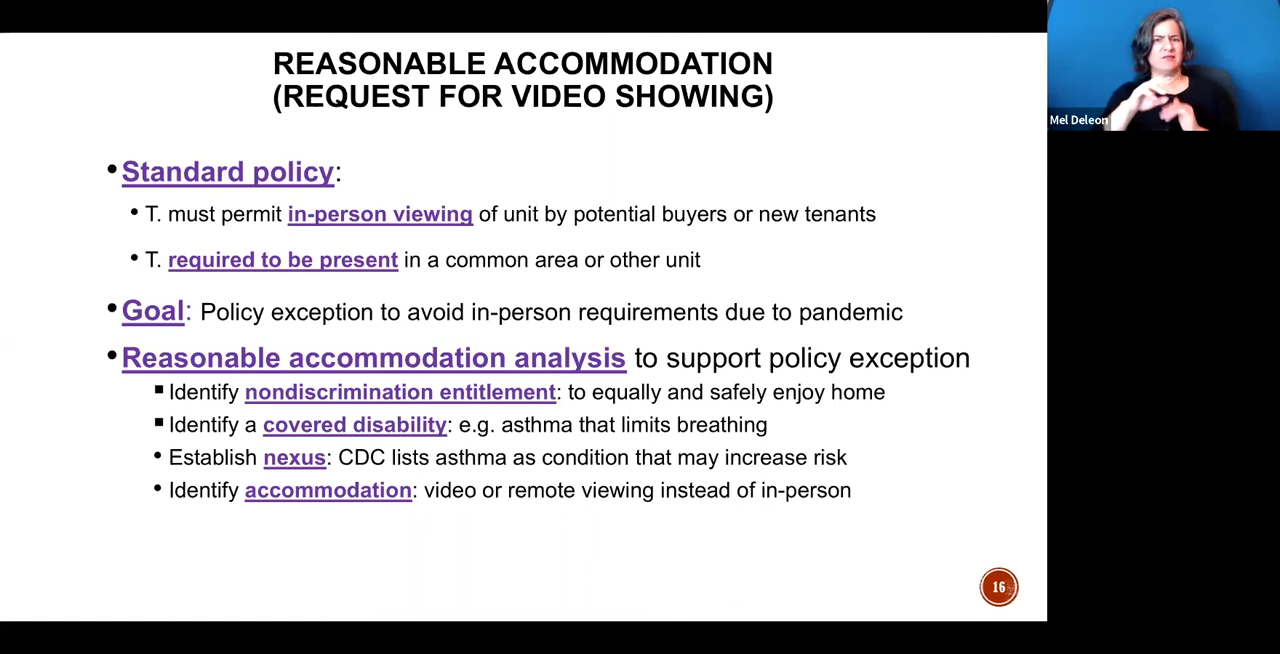 REASONABLE ACCOMMODATION
(REQUEST FOR VIDEO SHOWING)
Mel Deleon
•Standard policy:
• T. must permit in-person viewing of unit by potential buyers or new tenants
• T. required to be present in a common area or other unit
•Goal: Policy exception to avoid in-person requirements due to pandemic
•Reasonable accommodation analysis to support policy exception
▪ Identify nondiscrimination entitlement: to equally and safely enjoy home
▪ Identify a covered disability: e.g. asthma that limits breathing
• Establish nexus: CDC lists asthma as condition that may increase risk
• Identify accommodation: video or remote viewing instead of in-person
16